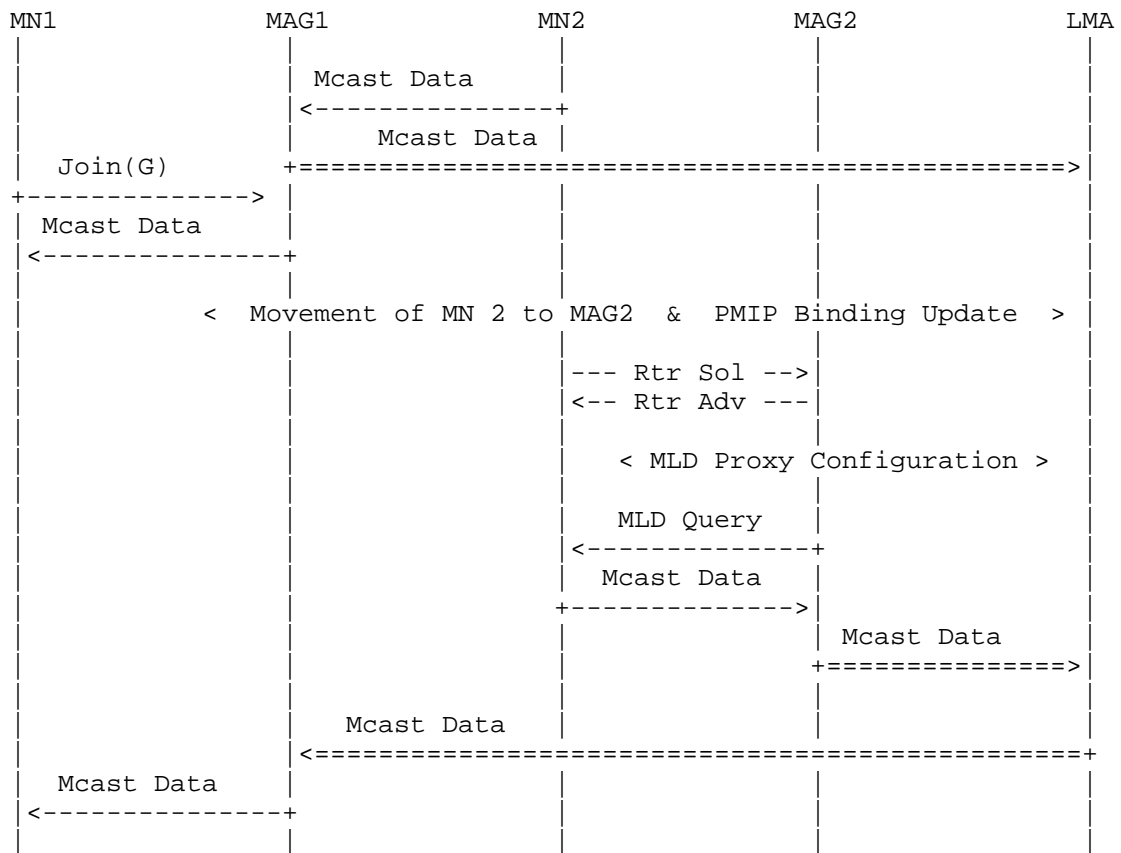 MN1 MAG1 MN2 MAG2 LMA
Mcast Data
Mcast Data
Join(G)
Mcast Data
< Movement of MN 2 to MAG2 & PMIP Binding Update >
--- Rtr Sol -->
<-- Rtr Adv ---
< MLD Proxy Configuration >
MLD Query
Mcast Data
Mcast Data
Mcast Data
Mcast Data